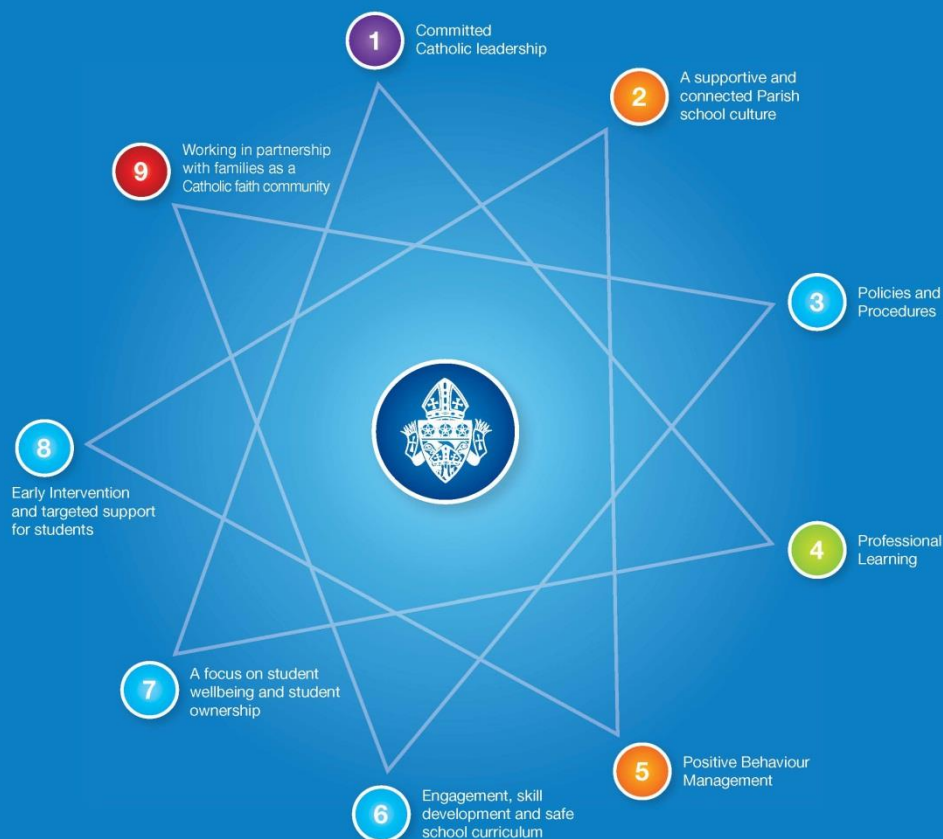 1
Committed
Catholic leadership
2
A supportive and
connected Parish
school culture
3
Policies and
Procedures
4
Professional
Learning
5
Positive Behaviour
Management
6
Engagement, skill
development and safe
school curriculum
7
A focus on student
wellbeing and student
ownership
8
Early Intervention
and targeted support
for students
9
Working in partnership
with families as a
Catholic faith community